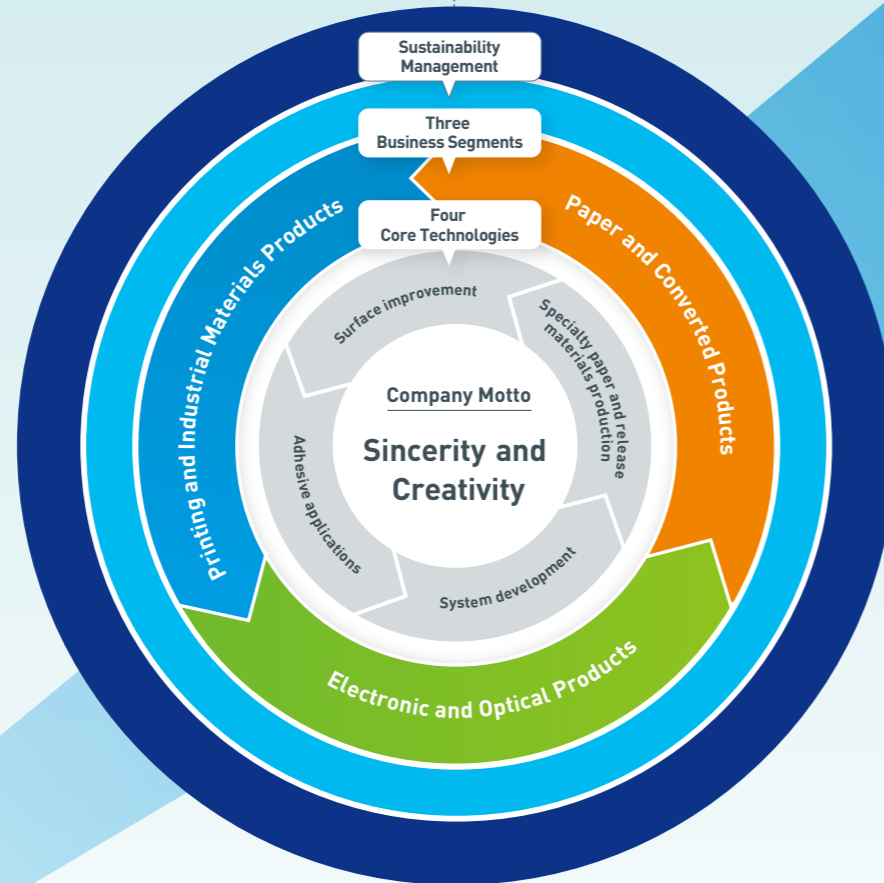 Sustainability
Management
Three
Business Segments
Four
Core Technologies
Printing and Industrial Materials Products
Paper and Converted Products
Electronic and Optical Products
Surface improvement
Specialty paper and release
materials production
Adhesive applications
System development
Company Motto
Sincerity and
Creativity